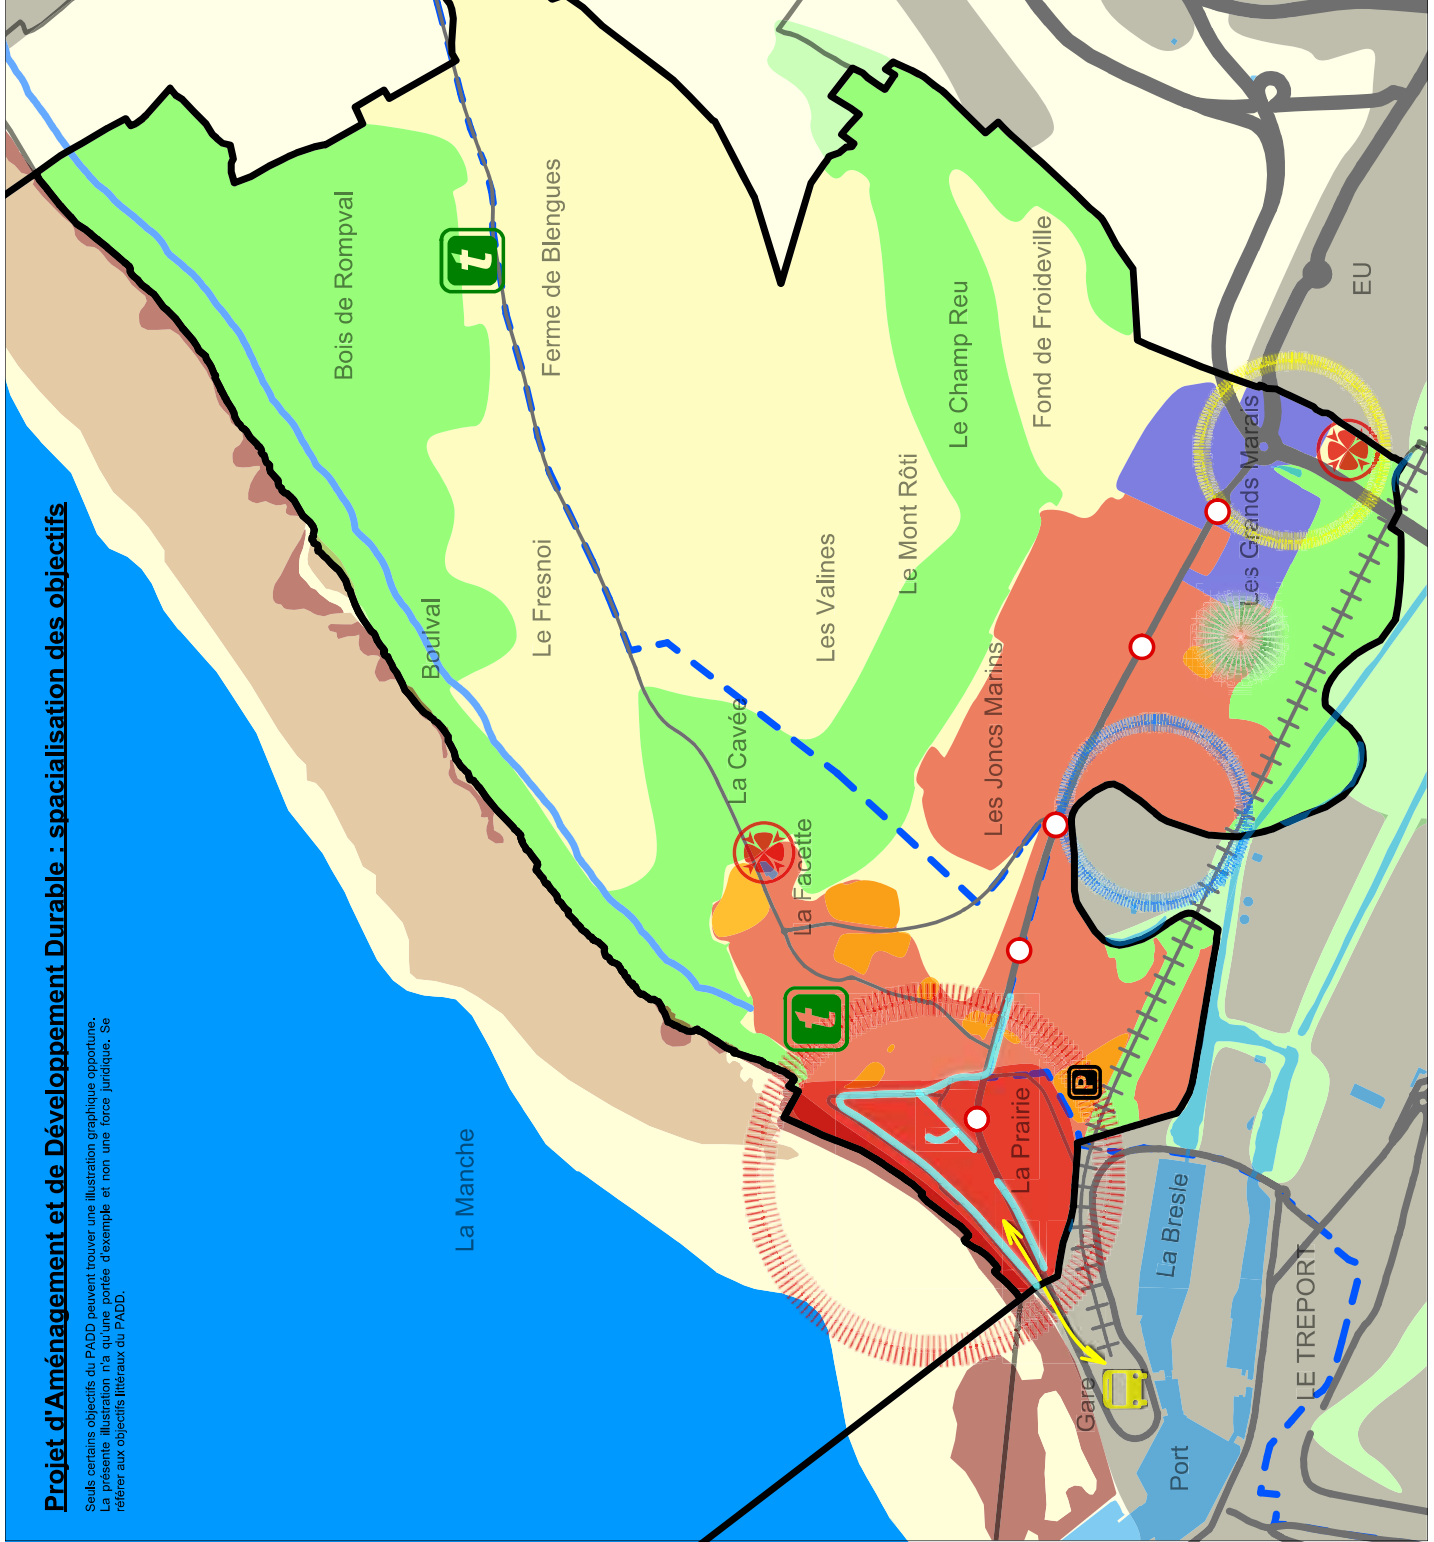 Projet d'Aménagement et de Développement Durable : spacialisation des objectifs
Seuls certains objectifs du PADD peuvent trouver une illustration graphique opportune.
La présente illustration n'a qu'une portée d'exemple et non une force juridique. Se
référer aux objectifs littéraux du PADD.
Bois de Rompval
t
Ferme de Blengues
Boulval
Le Fresnoi
La Manche
La Cavée
La Facette
t
Les Valines
Le Mont Rôti
Le Champ Reu
Fond de Froideville
Les Joncs Marins
Les Grands Marais
EU
La Prairie
P
Gare
La Bresle
Port
LE TREPORT